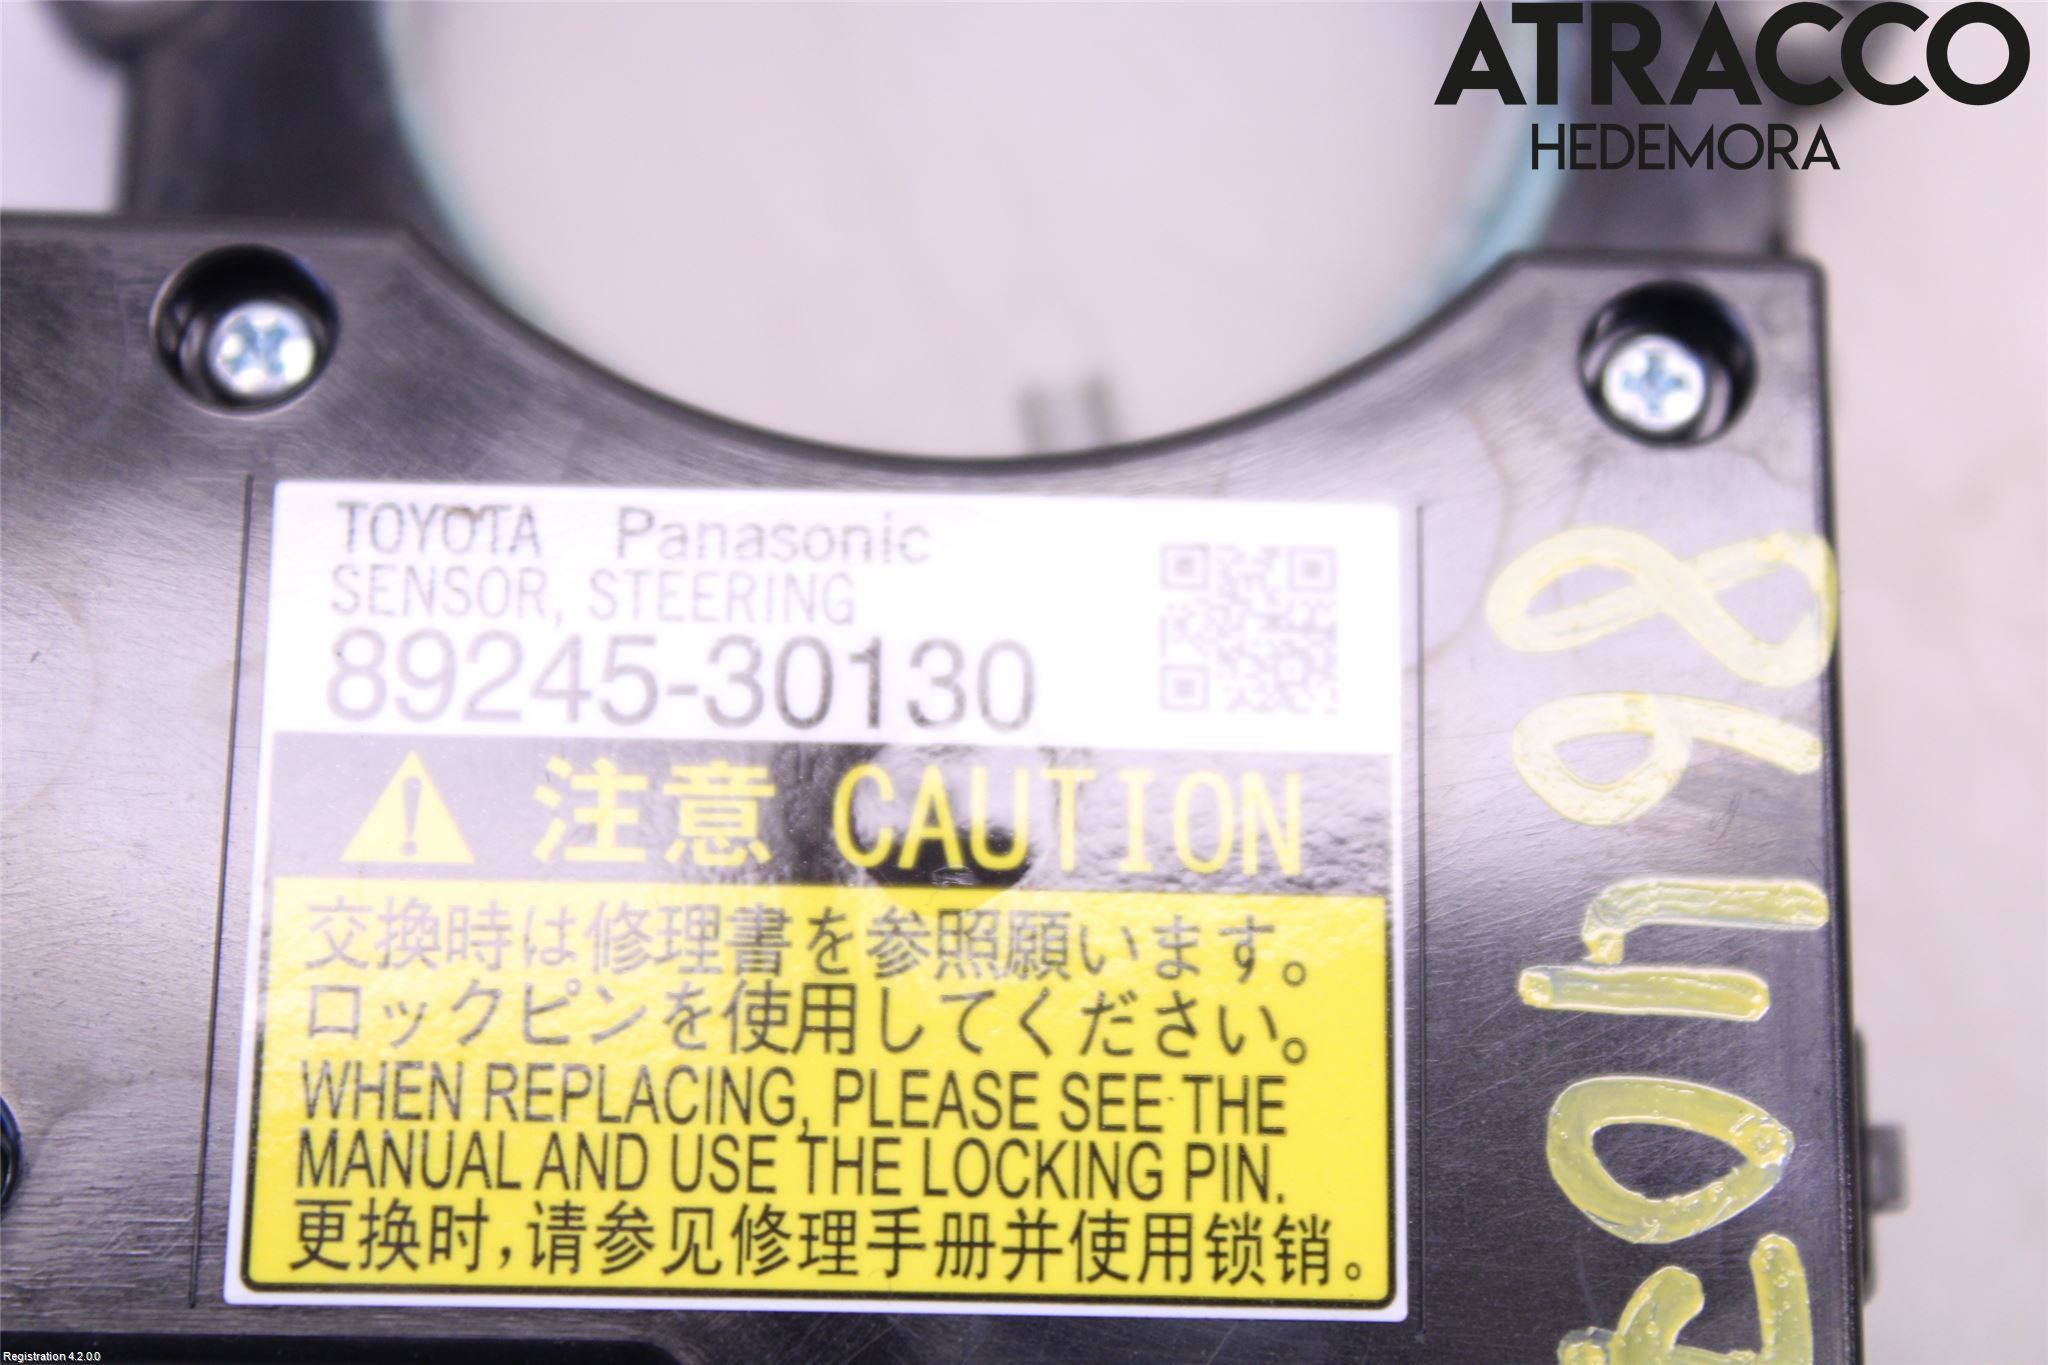 ATRACCO
HEDEMORA
TOYOTA Panasonic
SENSOR, STEERING
89245-30130
注意 CAUTION
交換時は修理書を参照願います。
ロックピンを使用してください。
WHEN REPLACING, PLEASE SEE THE
MANUAL AND USE THE LOCKING PIN.
更换时,请参见修理手册并使用锁销。
Registration 4.2.0.0